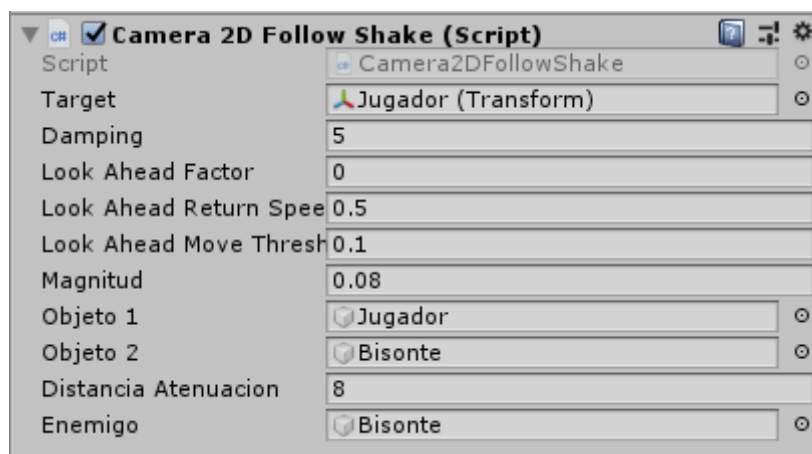 Camera 2D Follow Shake (Script)
Script Camera2DFollowShake
Target Jugador (Transform)
Damping 5
Look Ahead Factor 0
Look Ahead Return Spee 0.5
Look Ahead Move Thresh 0.1
Magnitud 0.08
Objeto 1 Jugador
Objeto 2 Bisonte
Distancia Atenuacion 8
Enemigo Bisonte